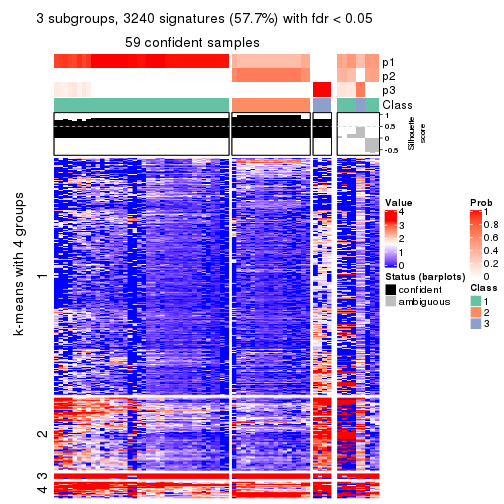 3 subgroups, 3240 signatures (57.7%) with fdr < 0.05
59 confident samples
p1
p2
p3
Class
1
0.5
0
-0.5
Silhouette
score
k-means with 4 groups
1
2
3
4
Value
4
3
2
1
0
Status (barplots)
confident
ambiguous
Prob
1
0.8
0.6
0.4
0.2
0
Class
1
2
3